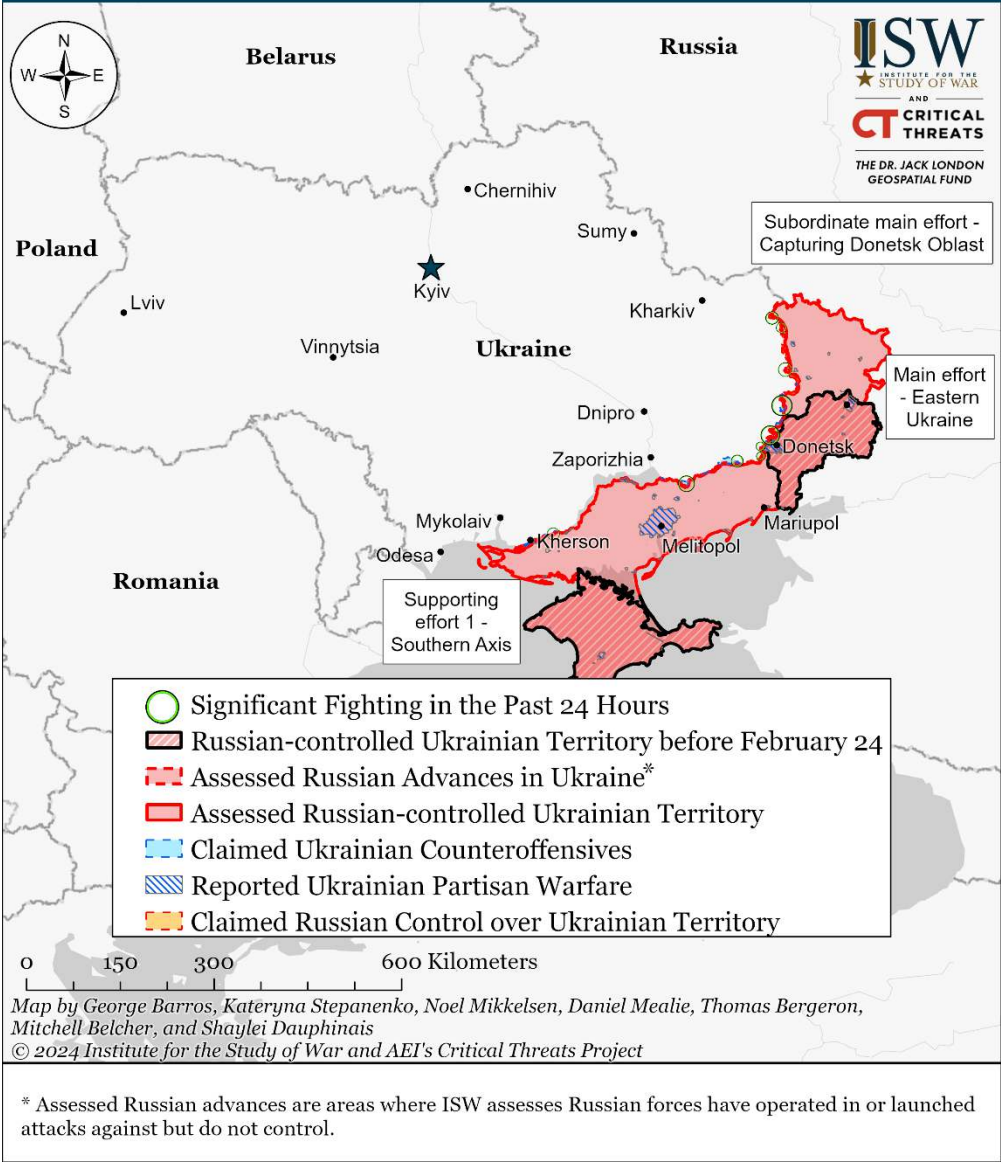 N
W E
S
Belarus
Russia
ISW
INSTITUTE FOR THE
STUDY OF WAR
AND
CT CRITICAL
THREATS
THE DR. JACK LONDON
GEOSPATIAL FUND
Chernihiv
Subordinate main effort -
Capturing Donetsk Oblast
Sumy
Poland
Kyiv
Lviv
Kharkiv
Vinnytsia
Ukraine
Main effort
- Eastern
Ukraine
Dnipro
Donetsk
Zaporizhia
Mariupol
Mykolaiv
Kherson
Melitopol
Odesa
Romania
Supporting
effort 1 -
Southern Axis
Significant Fighting in the Past 24 Hours
Russian-controlled Ukrainian Territory before February 24
Assessed Russian Advances in Ukraine*
Assessed Russian-controlled Ukrainian Territory
Claimed Ukrainian Counteroffensives
Reported Ukrainian Partisan Warfare
Claimed Russian Control over Ukrainian Territory
0 150 300 600 Kilometers
Map by George Barros, Kateryna Stepanenko, Noel Mikkelsen, Daniel Mealie, Thomas Bergeron,
Mitchell Belcher, and Shaylei Dauphinais
© 2024 Institute for the Study of War and AEI's Critical Threats Project
* Assessed Russian advances are areas where ISW assesses Russian forces have operated in or launched
attacks against but do not control.